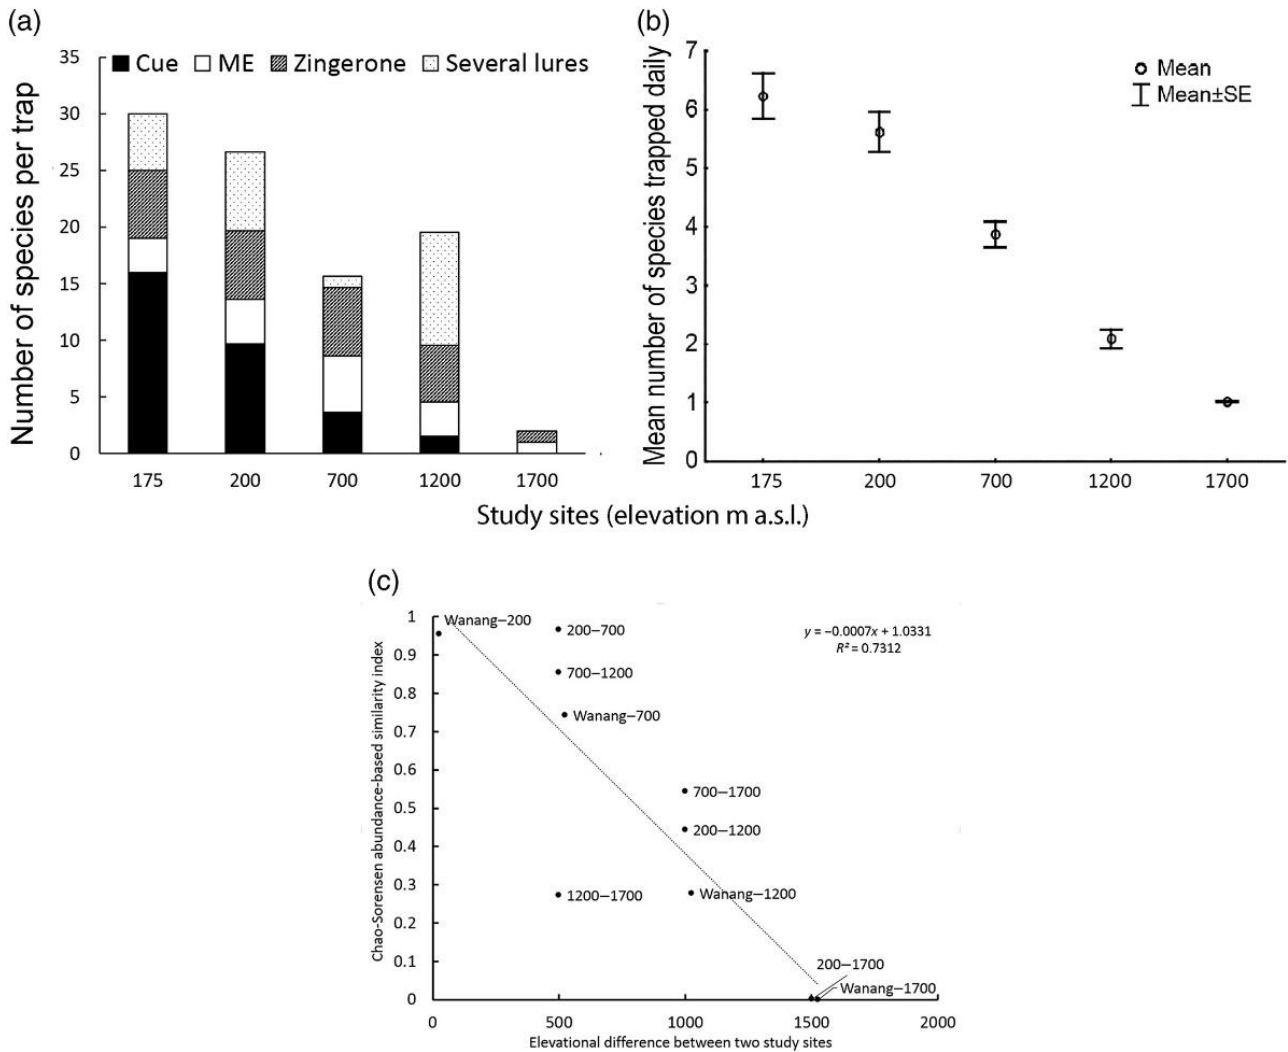 (a)
Number of species per trap
35
30
25
20
15
10
5
0
Cue ME Zingerone Several lures
175 200 700 1200 1700
(b)
Mean number of species trapped daily
7
6
5
4
3
2
1
0
Mean
Mean±SE
175 200 700 1200 1700
Study sites (elevation m a.s.l.)
(c)
Chao-Sorensen abundance-based similarity index
1
0.9
0.8
0.7
0.6
0.5
0.4
0.3
0.2
0.1
0
Wanang–200
200–700
y = –0.0007x + 1.0331
R² = 0.7312
700–1200
Wanang–700
700–1700
200–1200
1200–1700
Wanang–1200
200–1700
Wanang–1700
0 500 1000 1500 2000
Elevational difference between two study sites